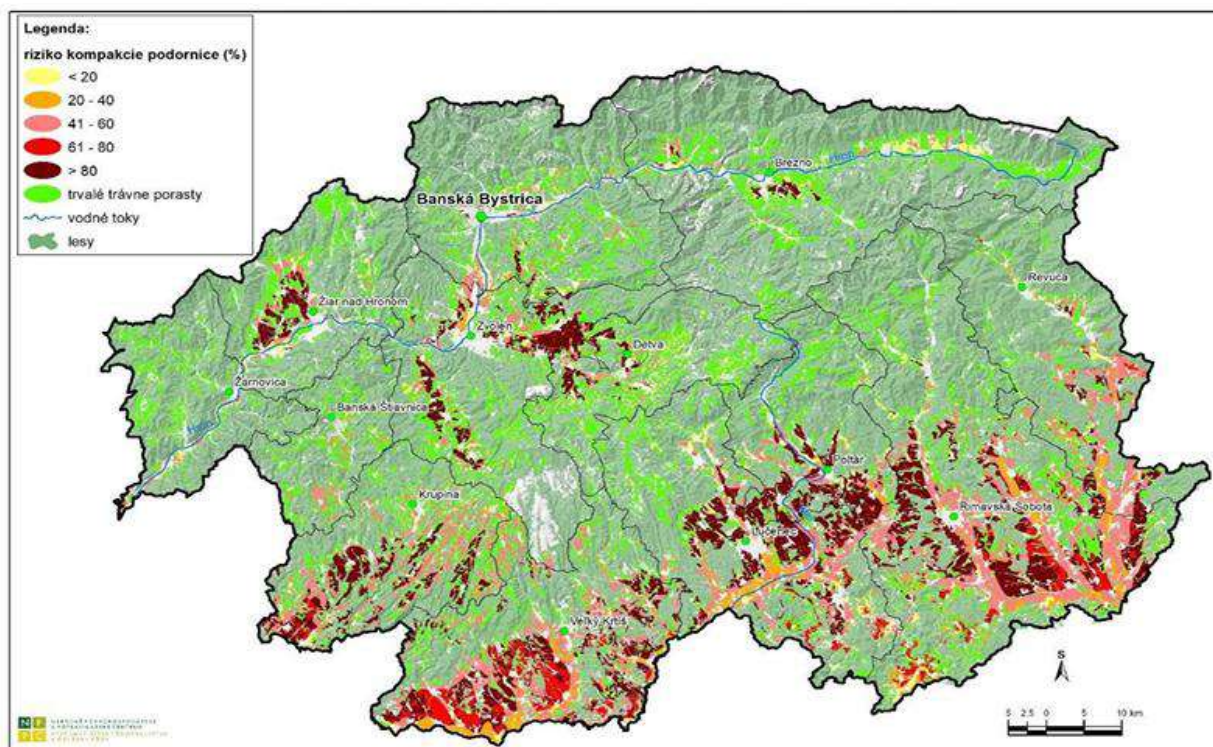 Legenda:
riziko kompakcie podornice (%)
< 20
20 - 40
41 - 60
61 - 80
> 80
trvalé trávne porasty
vodné toky
lesy
Brezno
Hron
Banská Bystrica
Revúca
Žiar nad Hronom
Zvolen
Detva
Žarnovica
Banská Štiavnica
Hron
Poltár
Krupina
Rimavská Sobota
Lučenec
Veľký Krtíš
S
5 2.5 0 5 10 km
N P
P C